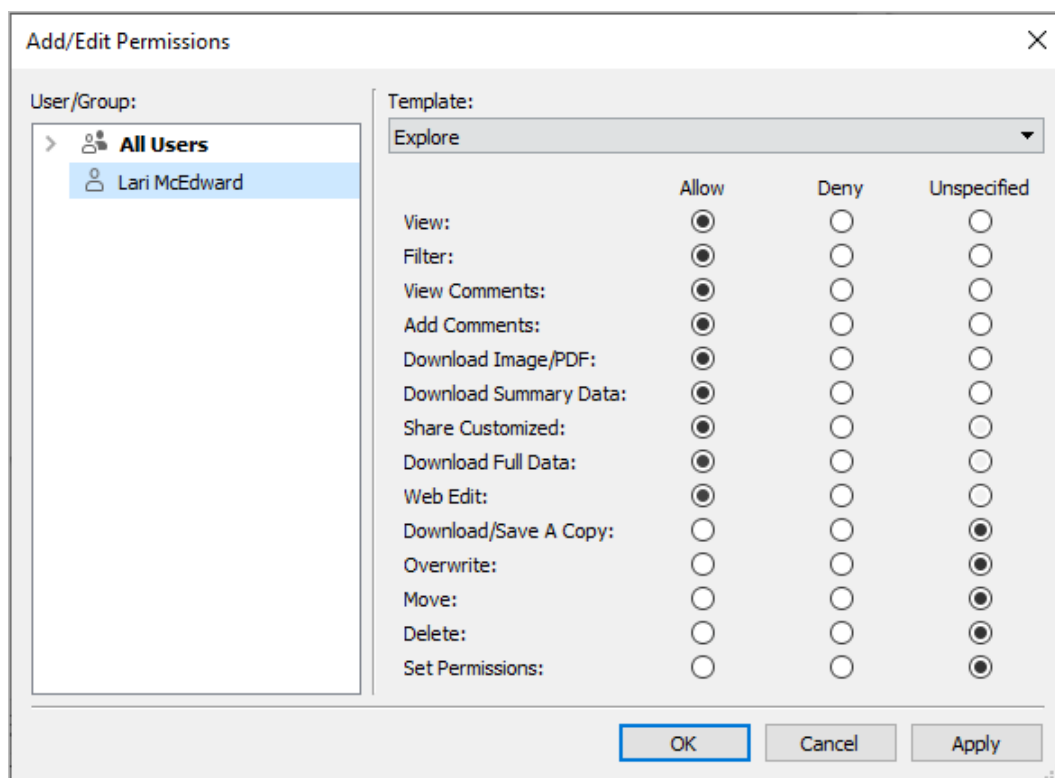 Add/Edit Permissions
User/Group:
All Users
Lari McEdward
Template:
Explore
Allow Deny Unspecified
View:
Filter:
View Comments:
Add Comments:
Download Image/PDF:
Download Summary Data:
Share Customized:
Download Full Data:
Web Edit:
Download/Save A Copy:
Overwrite:
Move:
Delete:
Set Permissions:
OK Cancel Apply